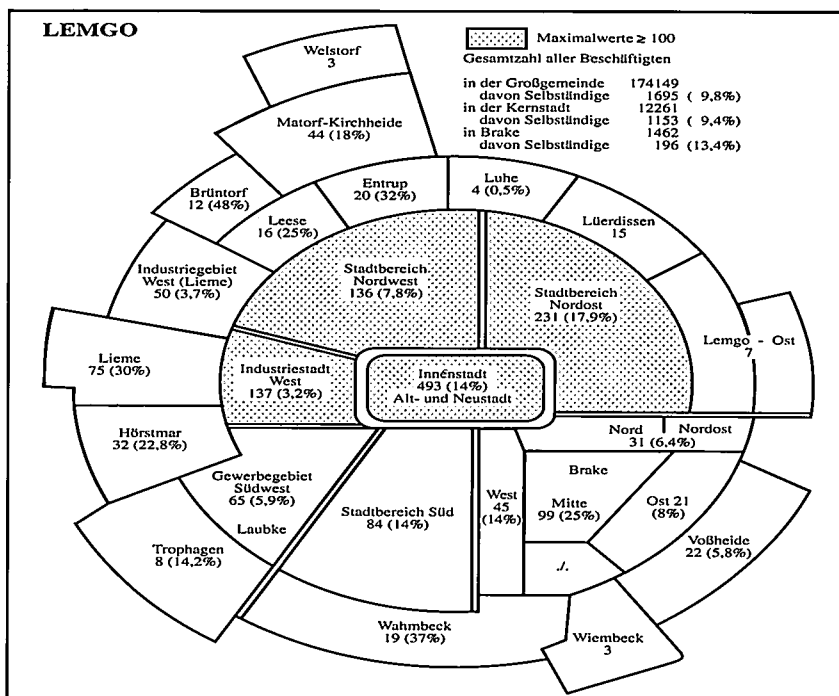 LEMGO
Maximalwerte ≥ 100
Gesamtzahl aller Beschäftigten
in der Großgemeinde 174149
davon Selbständige 1695 ( 9,8%)
in der Kernstadt 12261
davon Selbständige 1153 ( 9,4%)
in Brake 1462
davon Selbständige 196 (13,4%)
Welstorf
3
Matorf-Kirchheide
44 (18%)
Brüntorf
12 (48%)
Leese
16 (25%)
Entrup
20 (32%)
Luhe
4 (0,5%)
Lüerdissen
15
Industriegebiet
West (Lieme)
50 (3,7%)
Stadtbereich
Nordwest
136 (7,8%)
Stadtbereich
Nordost
231 (17,9%)
Lemgo - Ost
7
Lieme
75 (30%)
Industriestadt
West
137 (3,2%)
Innenstadt
493 (14%)
Alt- und Neustadt
Hörstmar
32 (22,8%)
Gewerbegebiet
Südwest
65 (5,9%)
Laubke
Stadtbereich Süd
84 (14%)
West
45
(14%)
Nord Nordost
31 (6,4%)
Brake
Mitte
99 (25%)
Ost 21
(8%)
./.
Voßheide
22 (5,8%)
Trophagen
8 (14,2%)
Wahmbeck
19 (37%)
Wiembeck
3